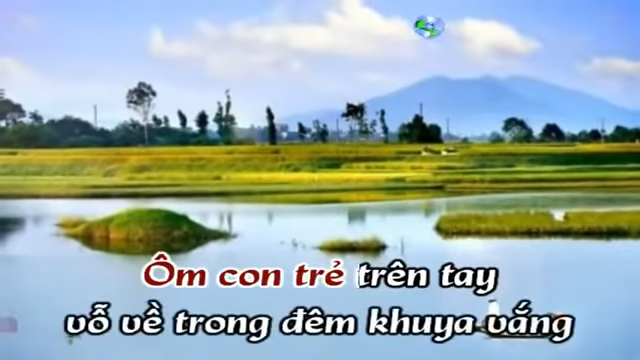 Ôm con trẻ trên tay
vỗ về trong đêm khuya vắng